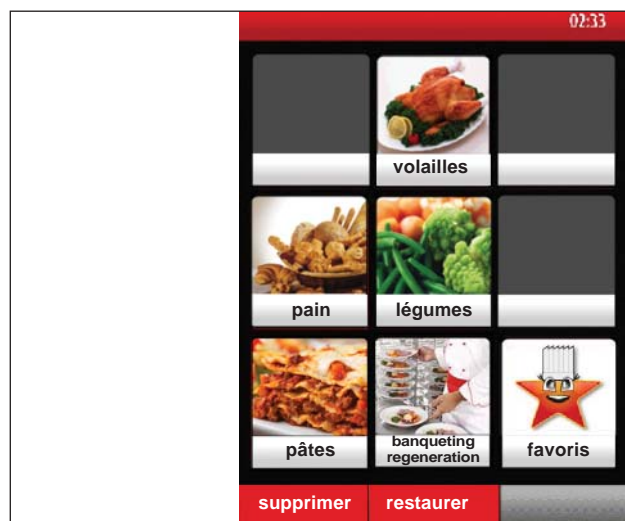 02:33
volailles
pain
légumes
pâtes
banqueting
regeneration
favoris
supprimer
restaurer